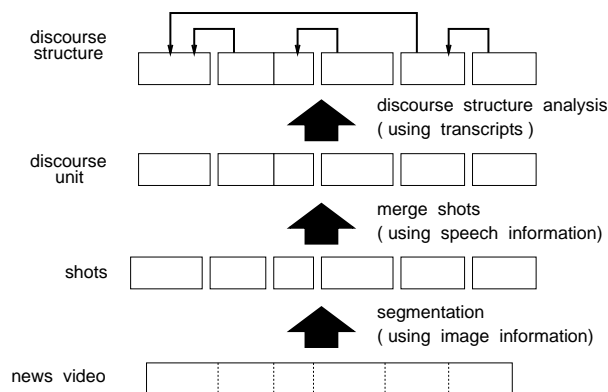 discourse
structure
discourse structure analysis
( using transcripts )
discourse
unit
merge shots
( using speech information)
shots
segmentation
( using image information)
news video